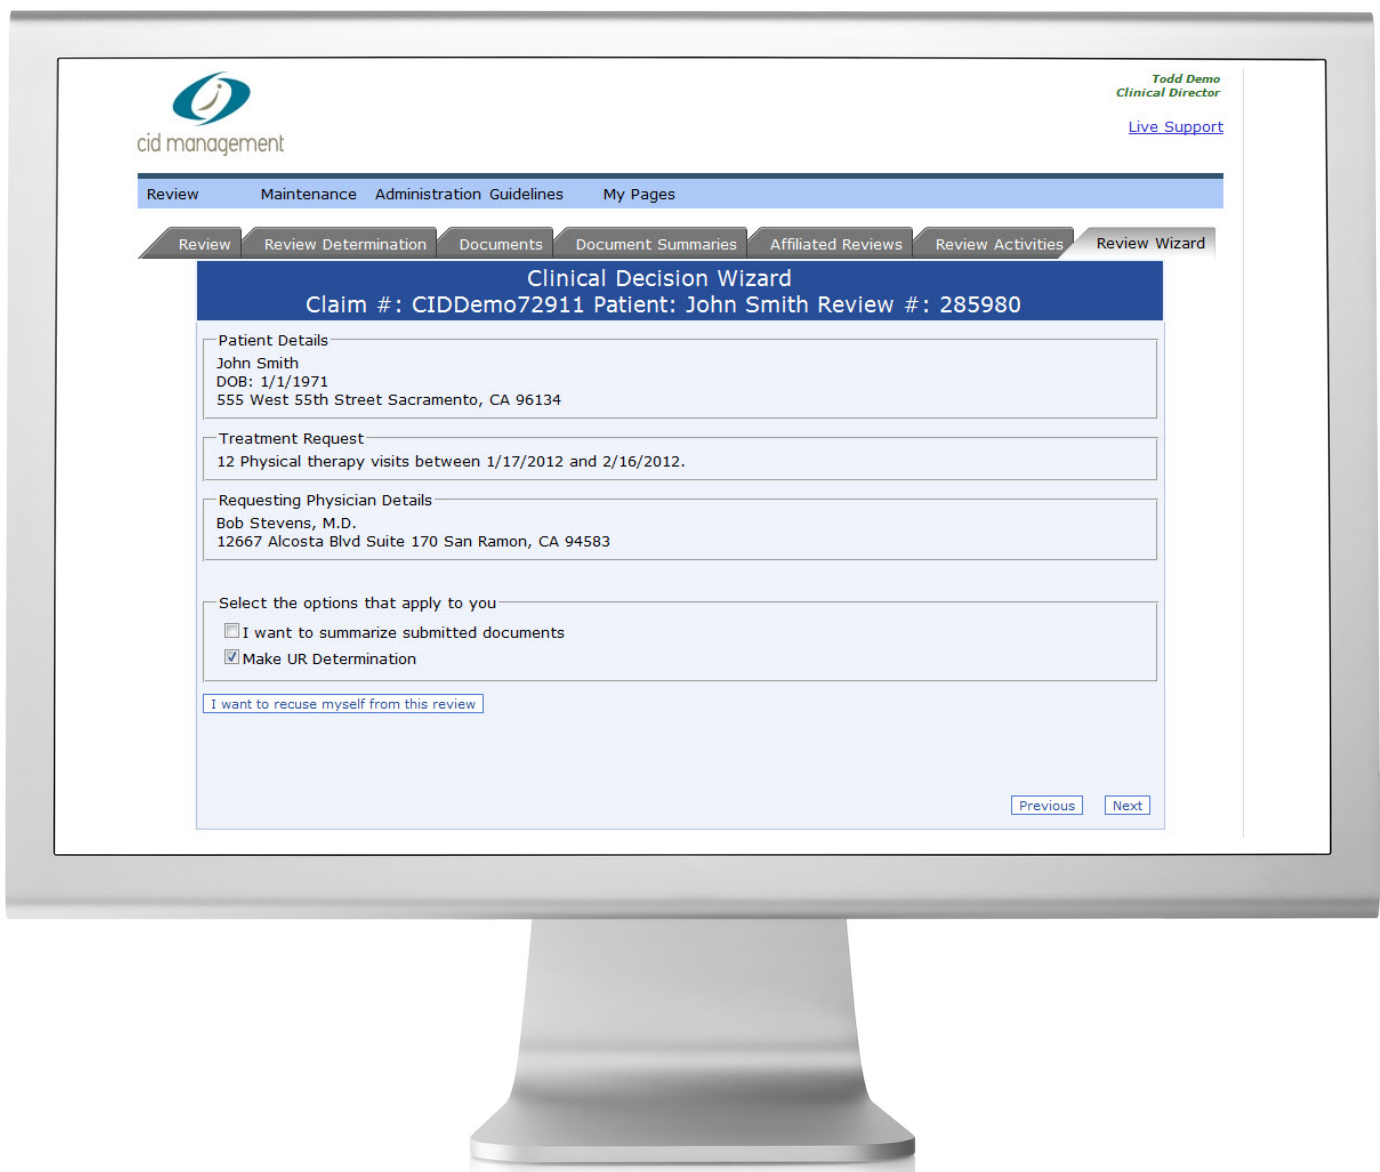 Todd Demo
Clinical Director
Live Support
cid management
Review Maintenance Administration Guidelines My Pages
Review Review Determination Documents Document Summaries Affiliated Reviews Review Activities Review Wizard
Clinical Decision Wizard
Claim #: CIDDemo72911 Patient: John Smith Review #: 285980
Patient Details
John Smith
DOB: 1/1/1971
555 West 55th Street Sacramento, CA 96134
Treatment Request
12 Physical therapy visits between 1/17/2012 and 2/16/2012.
Requesting Physician Details
Bob Stevens, M.D.
12667 Alcosta Blvd Suite 170 San Ramon, CA 94583
Select the options that apply to you
I want to summarize submitted documents
Make UR Determination
I want to recuse myself from this review
Previous Next